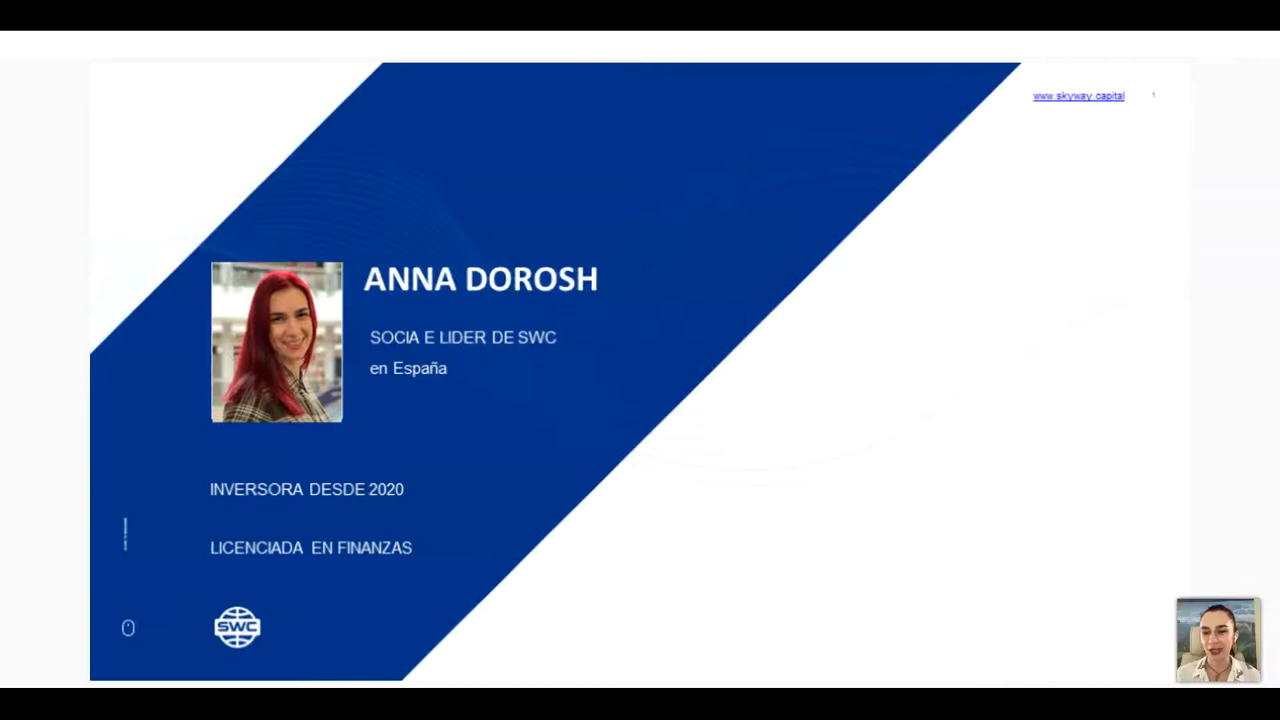 www.skyway.capital
ANNA DOROSH
SOCIA E LIDER DE SWC
en España
INVERSORA DESDE 2020
LICENCIADA EN FINANZAS
SWC